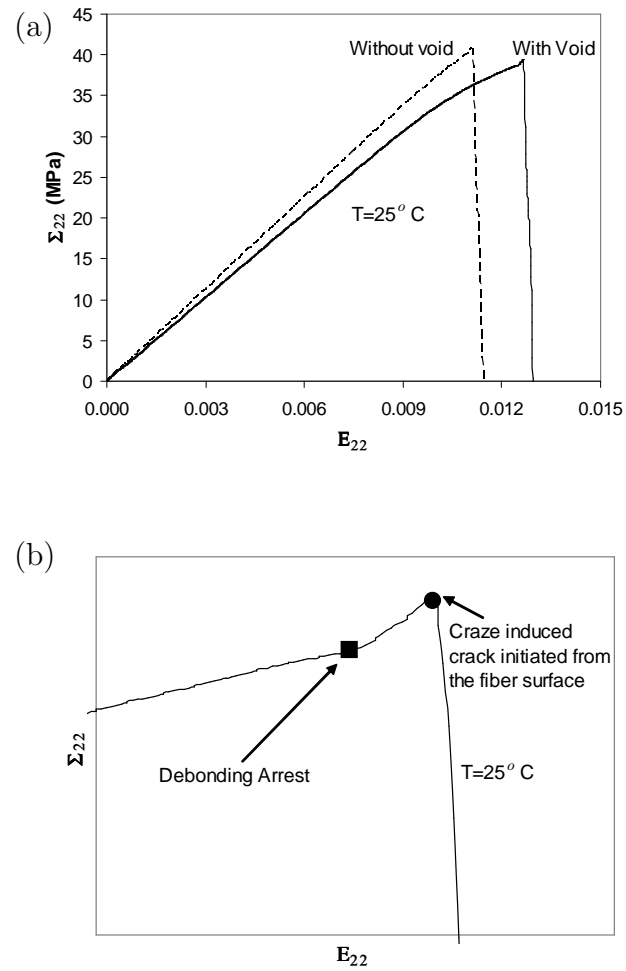 (a)
45
40
35
30
25
20
15
10
5
0
Σ22 (MPa)
Without void
With Void
T=25° C
0.000 0.003 0.006 0.009 0.012 0.015
E22
(b)
Craze induced
crack initiated from
the fiber surface
Σ22
Debonding Arrest
T=25° C
E22